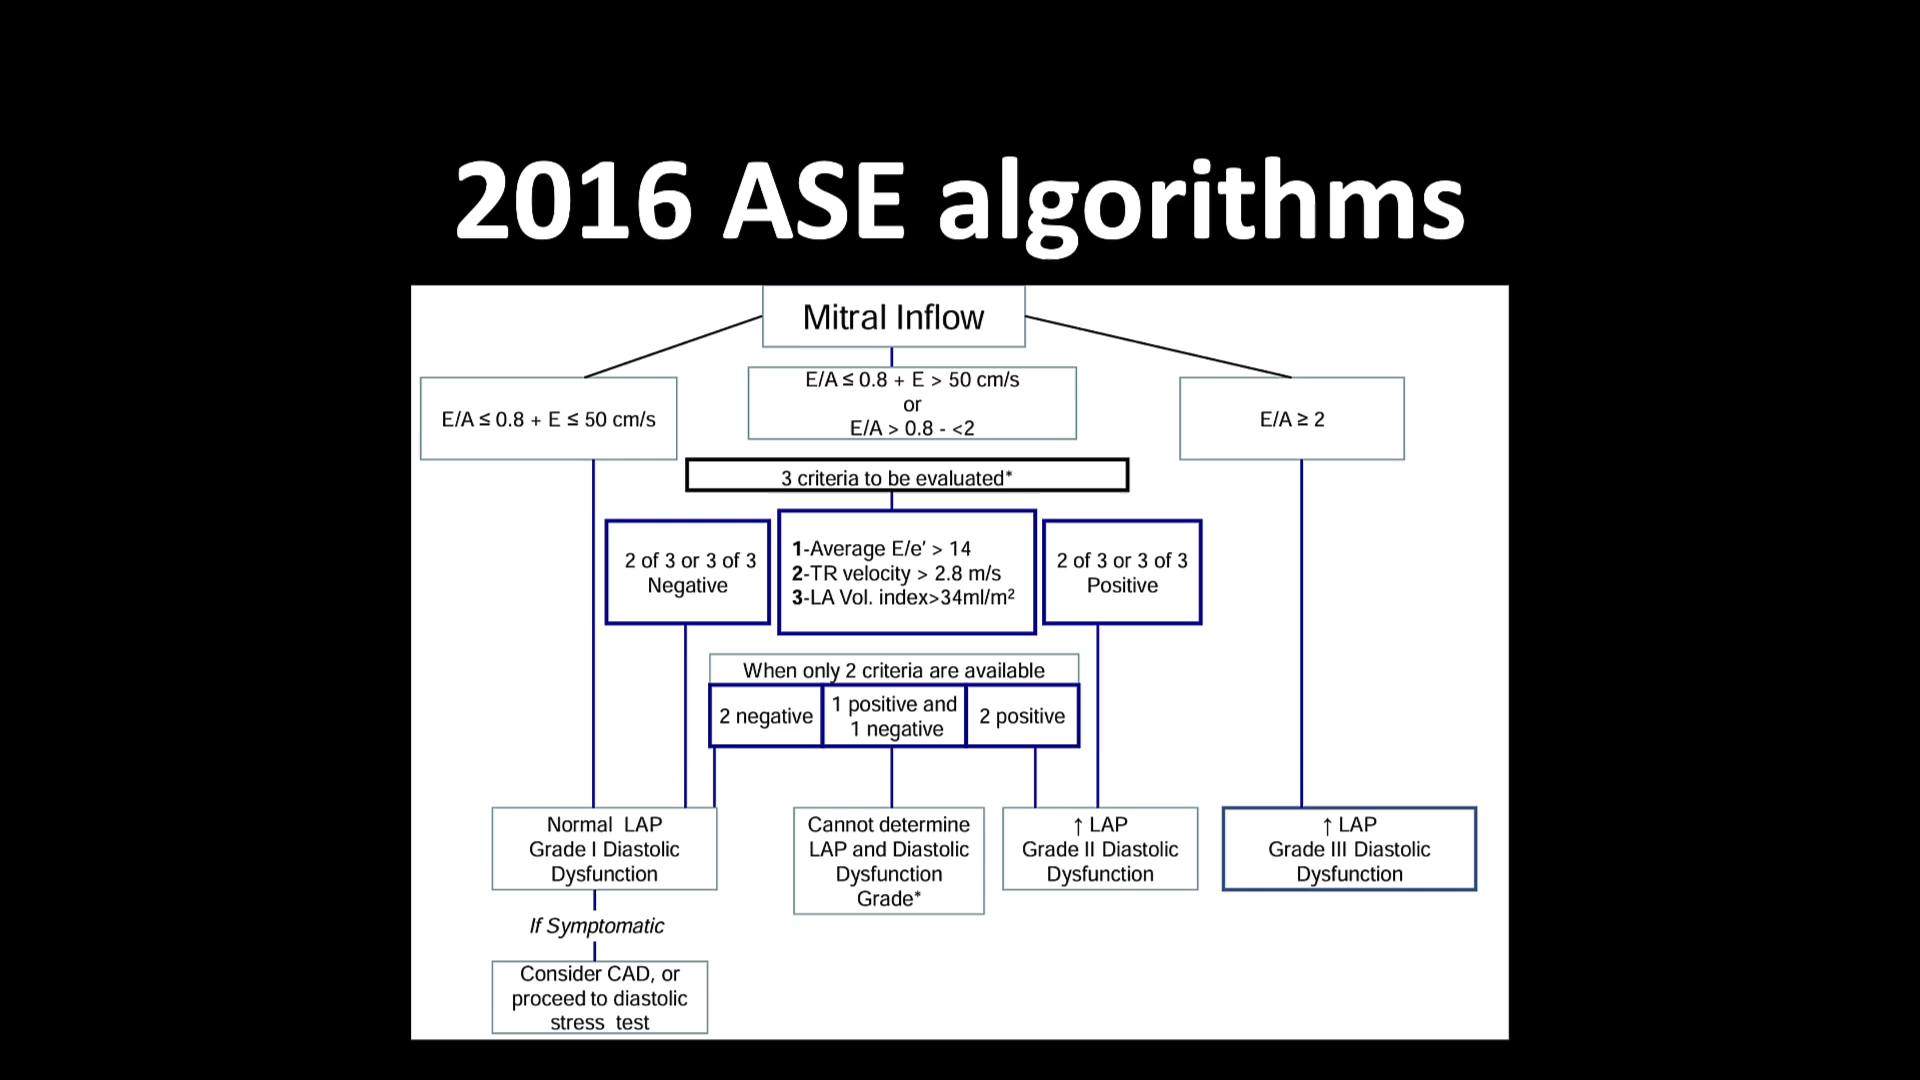 2016 ASE algorithms
Mitral Inflow
E/A ≤ 0.8 + E ≤ 50 cm/s
E/A ≤ 0.8 + E > 50 cm/s
or
E/A > 0.8 - <2
E/A ≥ 2
3 criteria to be evaluated*
2 of 3 or 3 of 3
Negative
1-Average E/e’ > 14
2-TR velocity > 2.8 m/s
3-LA Vol. index>34ml/m²
2 of 3 or 3 of 3
Positive
When only 2 criteria are available
2 negative
1 positive and
1 negative
2 positive
Normal LAP
Grade I Diastolic
Dysfunction
Cannot determine
LAP and Diastolic
Dysfunction
Grade*
↑ LAP
Grade II Diastolic
Dysfunction
↑ LAP
Grade III Diastolic
Dysfunction
If Symptomatic
Consider CAD, or
proceed to diastolic
stress test